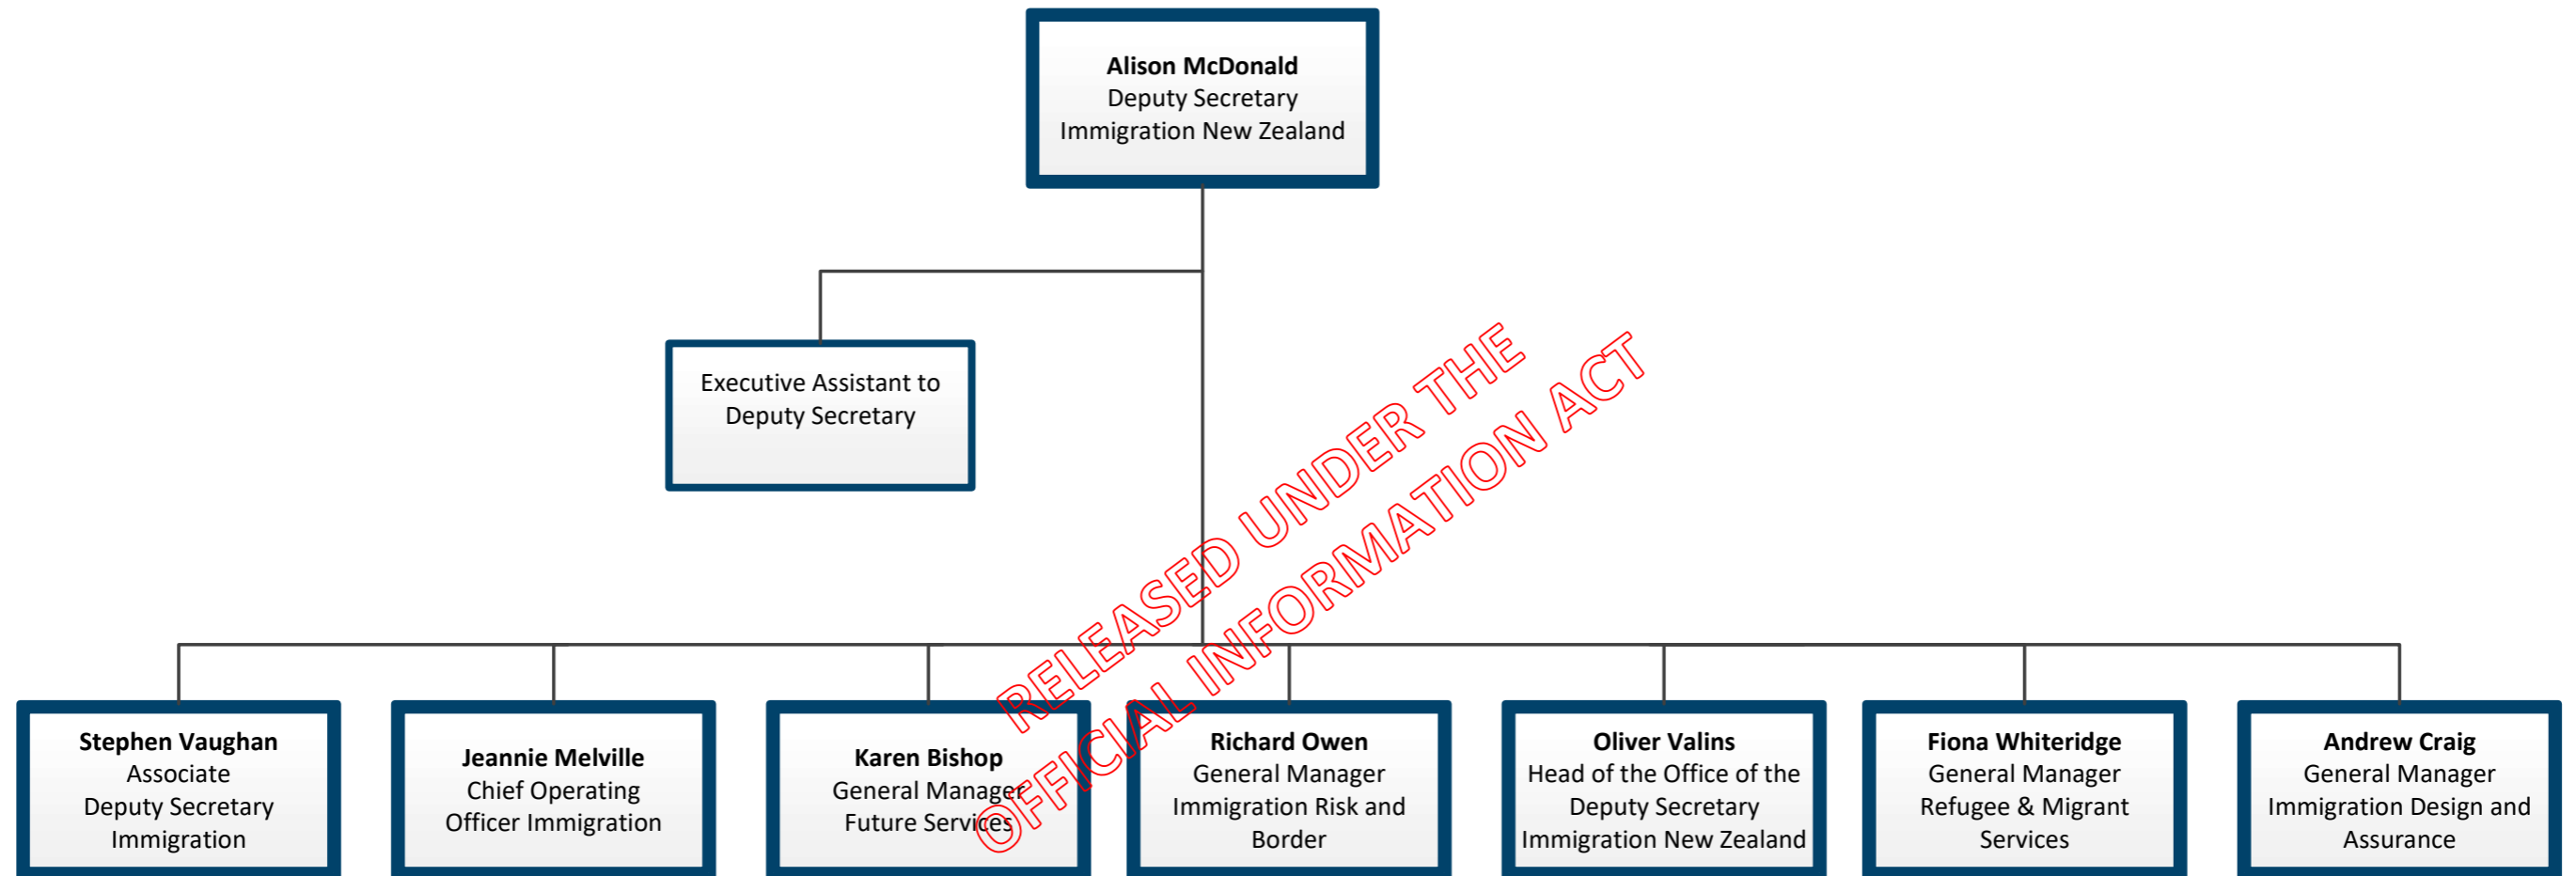 Alison McDonald
Deputy Secretary
Immigration New Zealand
Executive Assistant to
Deputy Secretary
RELEASED UNDER THE
OFFICIAL INFORMATION ACT
Stephen Vaughan
Associate
Deputy Secretary
Immigration
Jeannie Melville
Chief Operating
Officer Immigration
Karen Bishop
General Manager
Future Services
Richard Owen
General Manager
Immigration Risk and
Border
Oliver Valins
Head of the Office of the
Deputy Secretary
Immigration New Zealand
Fiona Whiteridge
General Manager
Refugee & Migrant
Services
Andrew Craig
General Manager
Immigration Design and
Assurance